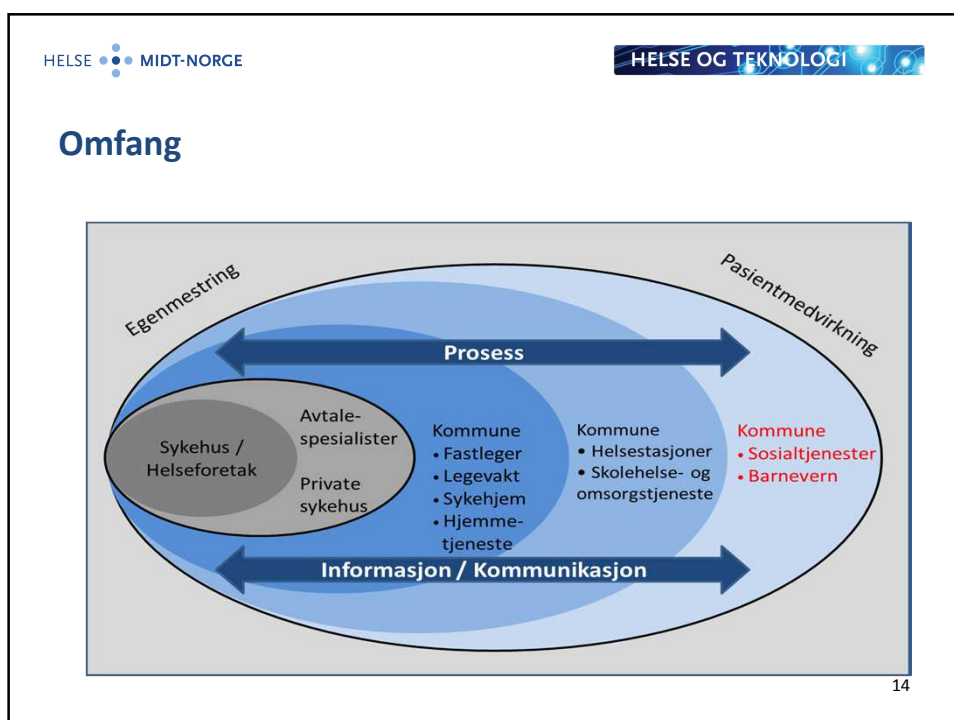 HELSE MIDT-NORGE
HELSE OG TEKNOLOGI
Omfang
Egenmestring
Pasientmedvirkning
Prosess
Sykehus /
Helseforetak
Avtale-
spesialister
Private
sykehus
Kommune
• Fastleger
• Legevakt
• Sykehjem
• Hjemme-
tjeneste
Kommune
• Helsestasjoner
• Skolehelse- og
omsorgstjeneste
Kommune
• Sosialtjenester
• Barnevern
Informasjon / Kommunikasjon
14